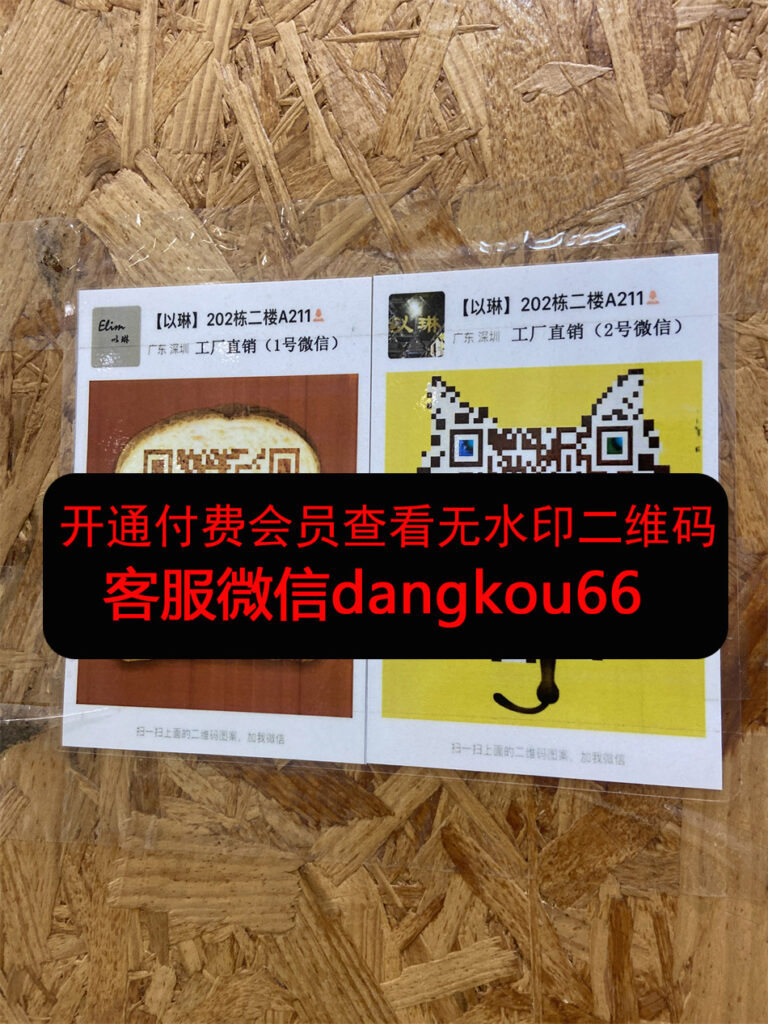 Elim
以琳
【以琳】202栋二楼A211
广东 深圳 工厂直销（1号微信）
以琳
【以琳】202栋二楼A211
广东 深圳 工厂直销（2号微信）
开通付费会员查看无水印二维码
客服微信dangkou66
扫一扫上面的二维码图案，加我微信
扫一扫上面的二维码图案，加我微信